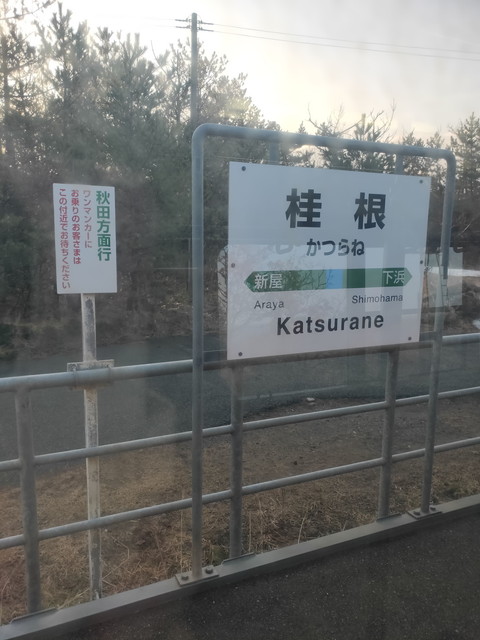 秋田方面行
ワンマンカーに
お乗りのお客さまは
この付近でお待ちください
桂根
かつらね
新屋 下浜
Araya Shimohama
Katsurane